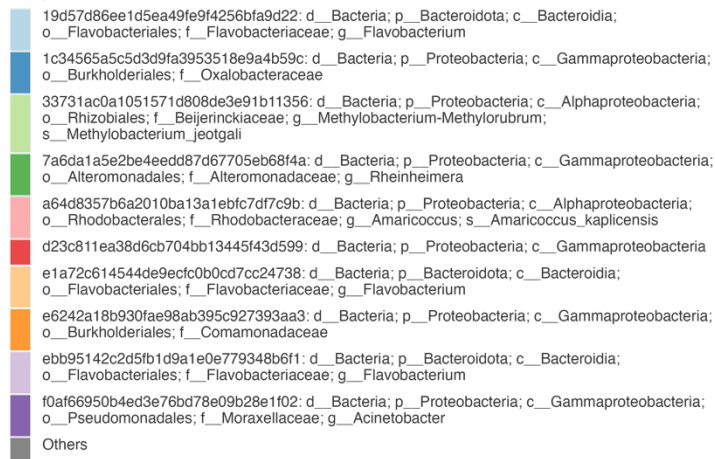 19d57d86ee1d5ea49fe9f4256bfa9d22: d__Bacteria; p__Bacteroidota; c__Bacteroidia;
o__Flavobacteriales; f__Flavobacteriaceae; g__Flavobacterium
1c34565a5c5d3d9fa3953518e9a4b59c: d__Bacteria; p__Proteobacteria; c__Gammaproteobacteria;
o__Burkholderiales; f__Oxalobacteraceae
33731ac0a1051571d808de3e91b11356: d__Bacteria; p__Proteobacteria; c__Alphaproteobacteria;
o__Rhizobiales; f__Beijerinckiaceae; g__Methylobacterium-Methylorubrum;
s__Methylobacterium_jeotgali
7a6da1a5e2be4eedd87d67705eb68f4a: d__Bacteria; p__Proteobacteria; c__Gammaproteobacteria;
o__Alteromonadales; f__Alteromonadaceae; g__Rheinheimera
a64d8357b6a2010ba13a1ebfc7df7c9b: d__Bacteria; p__Proteobacteria; c__Alphaproteobacteria;
o__Rhodobacterales; f__Rhodobacteraceae; g__Amaricoccus; s__Amaricoccus_kaplicensis
d23c811ea38d6cb704bb13445f43d599: d__Bacteria; p__Proteobacteria; c__Gammaproteobacteria
e1a72c614544de9ecfc0b0cd7cc24738: d__Bacteria; p__Bacteroidota; c__Bacteroidia;
o__Flavobacteriales; f__Flavobacteriaceae; g__Flavobacterium
e6242a18b930fae98ab395c927393aa3: d__Bacteria; p__Proteobacteria; c__Gammaproteobacteria;
o__Burkholderiales; f__Comamonadaceae
ebb95142c2d5fb1d9a1e0e779348b6f1: d__Bacteria; p__Bacteroidota; c__Bacteroidia;
o__Flavobacteriales; f__Flavobacteriaceae; g__Flavobacterium
f0af66950b4ed3e76bd78e09b28e1f02: d__Bacteria; p__Proteobacteria; c__Gammaproteobacteria;
o__Pseudomonadales; f__Moraxellaceae; g__Acinetobacter
Others